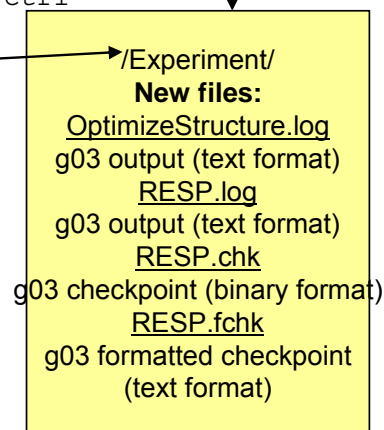 /Experiment/
New files:
OptimizeStructure.log
g03 output (text format)
RESP.log
g03 output (text format)
RESP.chk
g03 checkpoint (binary format)
RESP.fchk
g03 formatted checkpoint
(text format)